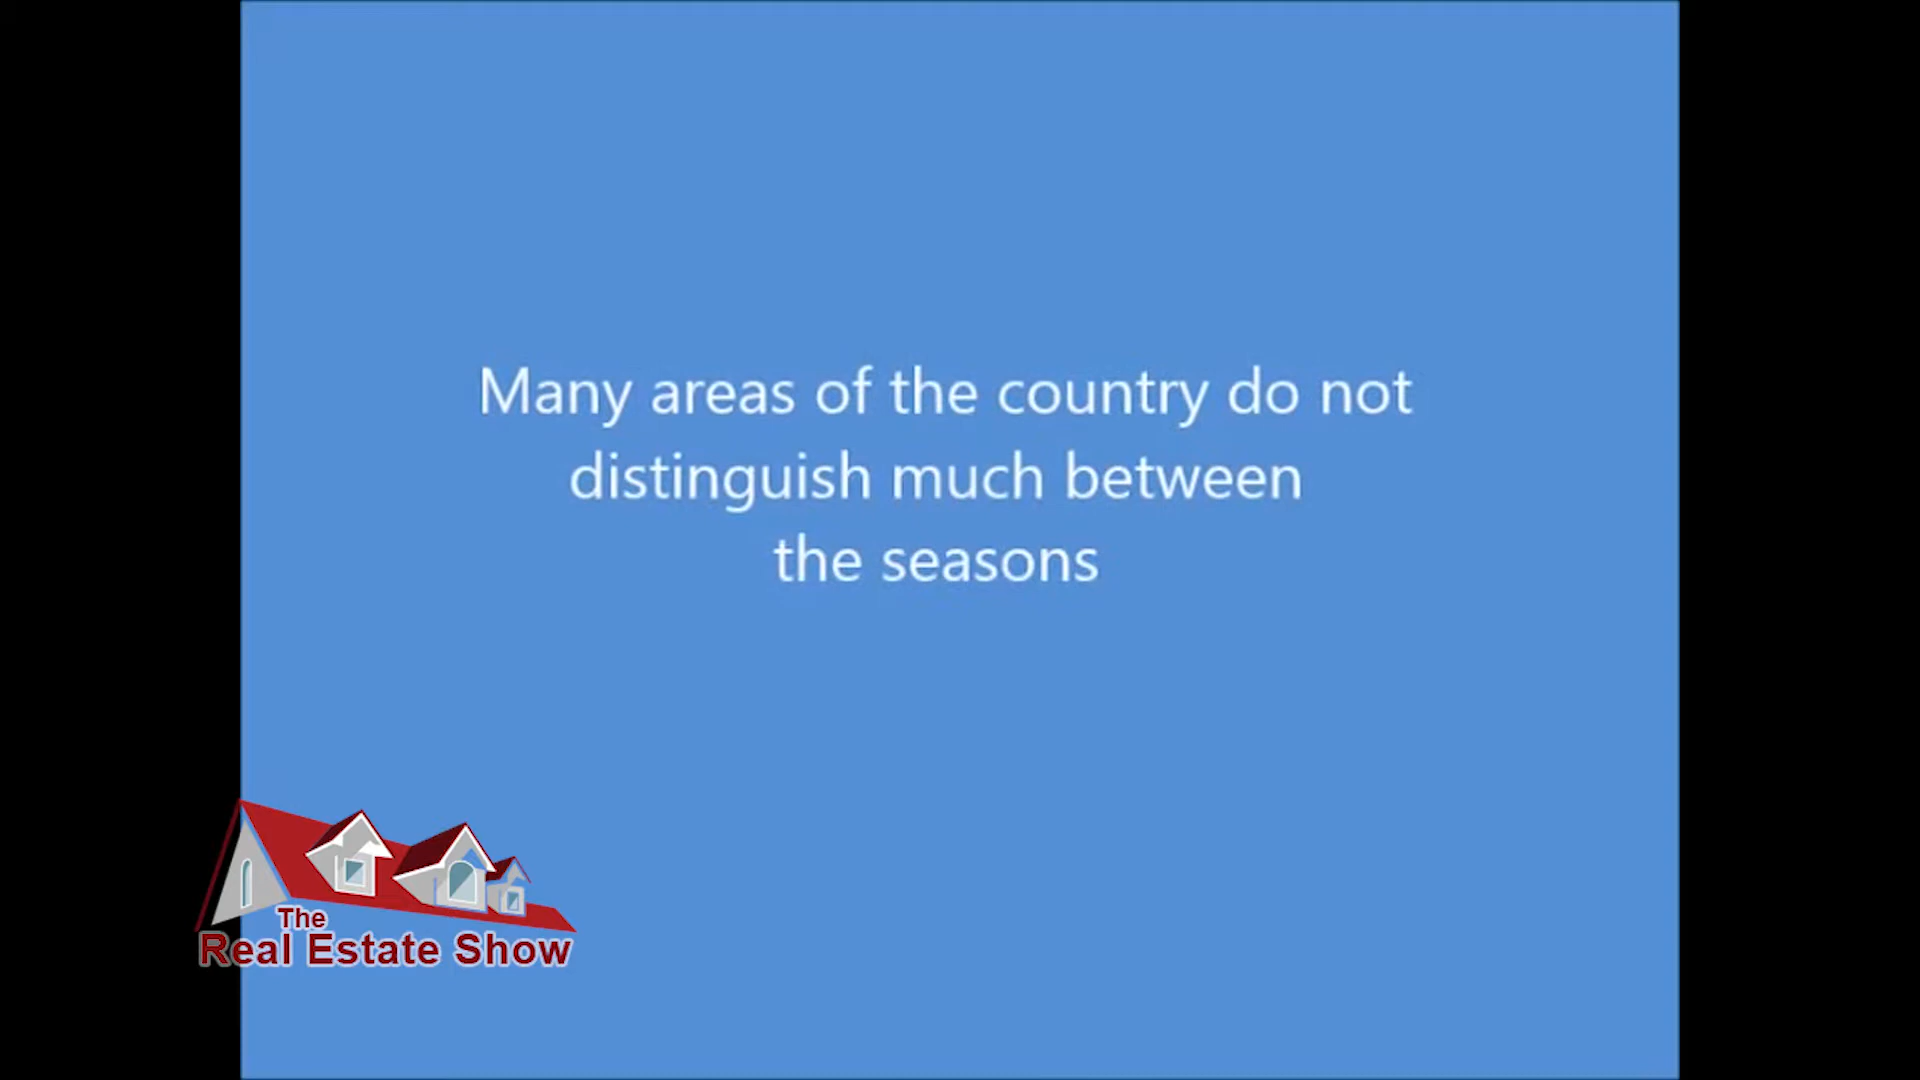 Many areas of the country do not
distinguish much between
the seasons
The
Real Estate Show